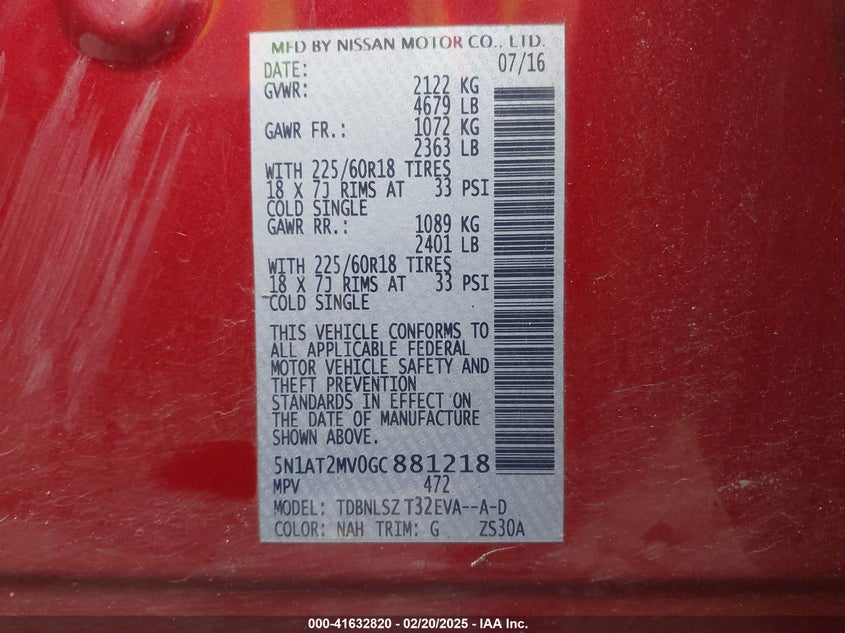 MFD BY NISSAN MOTOR CO., LTD.
DATE: 07/16
GVWR: 2122 KG
4679 LB
GAWR FR.: 1072 KG
2363 LB
WITH 225/60R18 TIRES
18 X 7J RIMS AT 33 PSI
COLD SINGLE
GAWR RR.: 1089 KG
2401 LB
WITH 225/60R18 TIRES
18 X 7J RIMS AT 33 PSI
COLD SINGLE
THIS VEHICLE CONFORMS TO
ALL APPLICABLE FEDERAL
MOTOR VEHICLE SAFETY AND
THEFT PREVENTION
STANDARDS IN EFFECT ON
THE DATE OF MANUFACTURE
SHOWN ABOVE.
5N1AT2MV0GC881218
MPV 472
MODEL: TDBNLSZ T32EVA--A-D
COLOR: NAH TRIM: G ZS30A
000-41632820 - 02/20/2025 - IAA Inc.